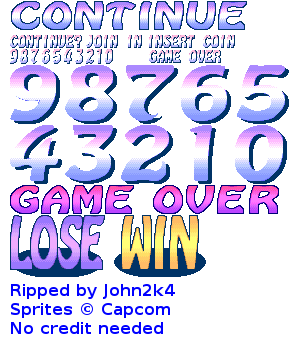 CONTINUE
CONTINUE? JOIN IN INSERT COIN
9876543210 GAME OVER
98765
43210
GAME OVER
LOSE WIN
Ripped by John2k4
Sprites © Capcom
No credit needed